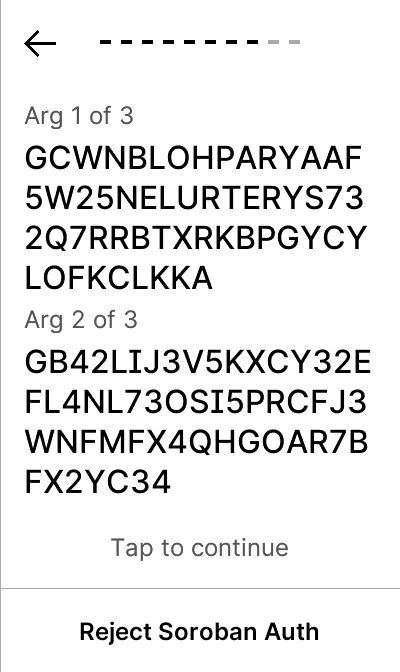 Arg 1 of 3
GCWNBLOHPARYAAF
5W25NELURTERYS73
2Q7RRBTXRKBPGYCY
LOFKCLKKA
Arg 2 of 3
GB42LIJ3V5KXCY32E
FL4NL73OSI5PRCFJ3
WNFMFX4QHGOAR7B
FX2YC34
Tap to continue
Reject Soroban Auth